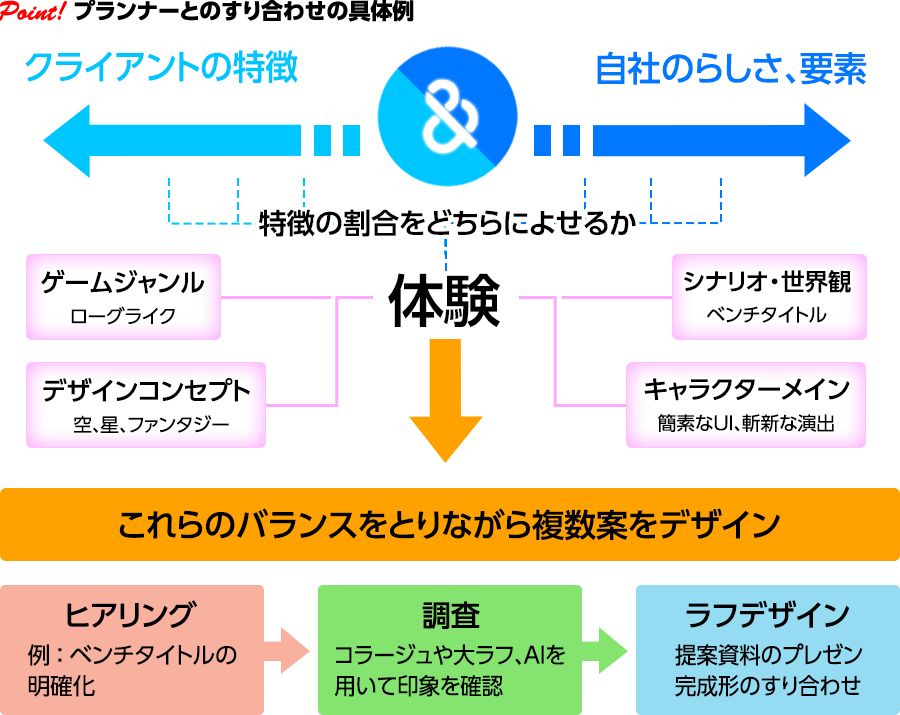 Point! プランナーとのすり合わせの具体例
クライアントの特徴
&
自社のらしさ、要素
特徴の割合をどちらによせるか
体験
ゲームジャンル
ローグライク
デザインコンセプト
空、星、ファンタジー
シナリオ・世界観
ベンチタイトル
キャラクターメイン
簡素なUI、斬新な演出
これらのバランスをとりながら複数案をデザイン
ヒアリング
例：ベンチタイトルの
明確化
調査
コラージュや大ラフ、AIを
用いて印象を確認
ラフデザイン
提案資料のプレゼン
完成形のすり合わせ